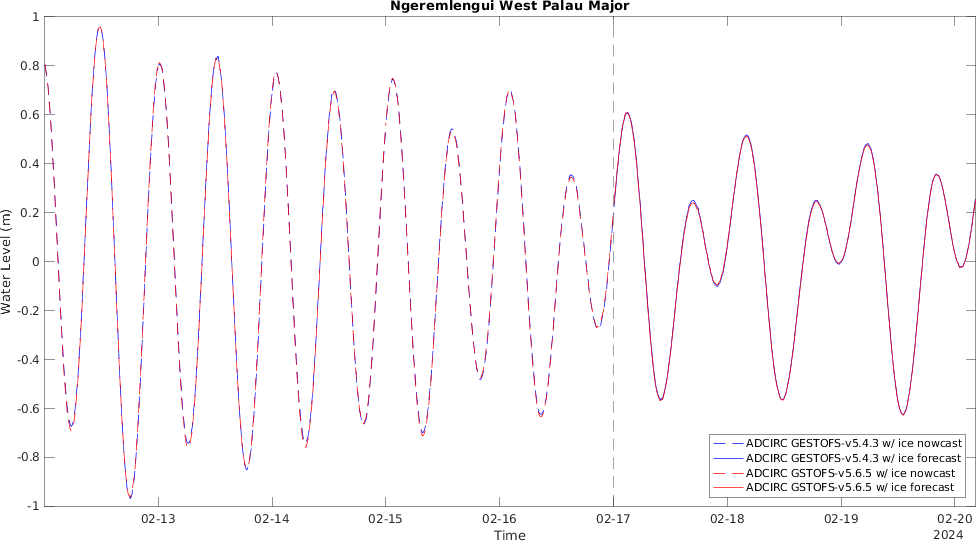 Ngeremlengui West Palau Major
1
0.8
0.6
0.4
0.2
0
-0.2
-0.4
-0.6
-0.8
-1
Water Level (m)
ADCIRC GESTOFS-v5.4.3 w/ ice nowcast
ADCIRC GESTOFS-v5.4.3 w/ ice forecast
ADCIRC GSTOFS-v5.6.5 w/ ice nowcast
ADCIRC GSTOFS-v5.6.5 w/ ice forecast
02-13 02-14 02-15 02-16 02-17 02-18 02-19 02-20
Time 2024